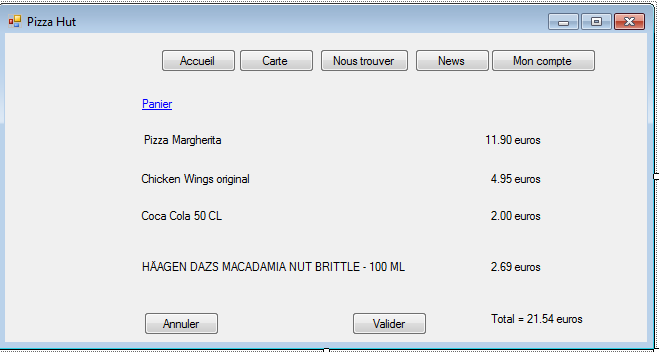 Pizza Hut
Accueil Carte Nous trouver News Mon compte
Panier
Pizza Margherita 11.90 euros
Chicken Wings original 4.95 euros
Coca Cola 50 CL 2.00 euros
HÄAGEN DAZS MACADAMIA NUT BRITTLE - 100 ML 2.69 euros
Annuler Valider Total = 21.54 euros